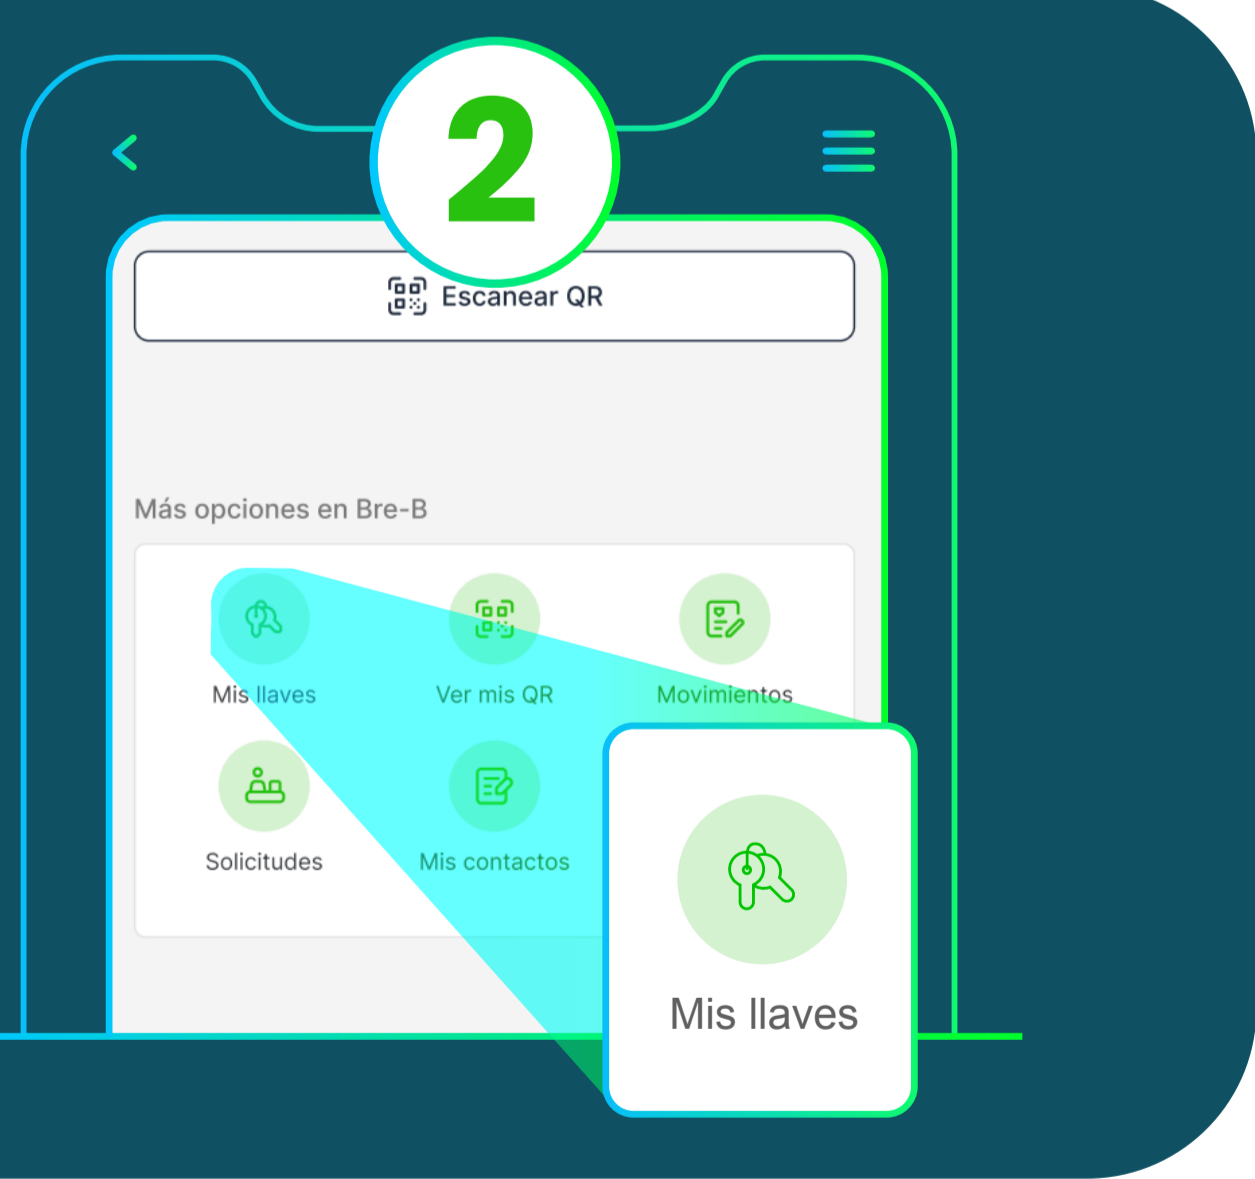 2
Escanear QR
Más opciones en Bre-B
Mis llaves
Ver mis QR
Movimientos
Solicitudes
Mis contactos
Mis llaves